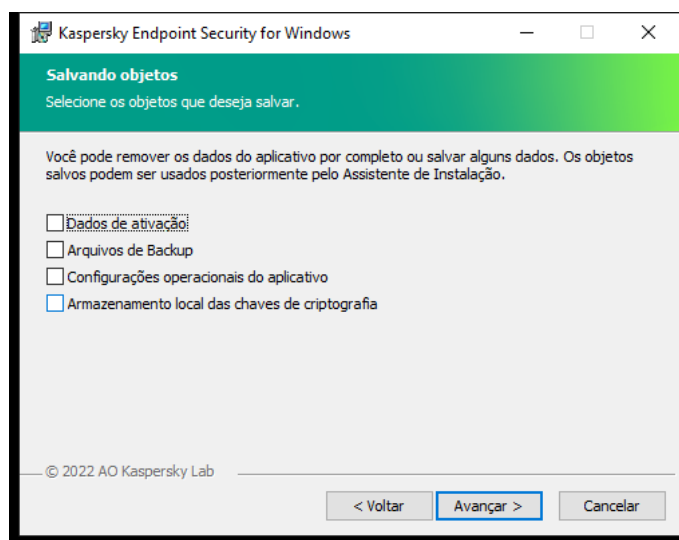 Kaspersky Endpoint Security for Windows
Salvando objetos
Selecione os objetos que deseja salvar.
Você pode remover os dados do aplicativo por completo ou salvar alguns dados. Os objetos
salvos podem ser usados posteriormente pelo Assistente de Instalação.
Dados de ativação
Arquivos de Backup
Configurações operacionais do aplicativo
Armazenamento local das chaves de criptografia
© 2022 AO Kaspersky Lab
< Voltar
Avançar >
Cancelar